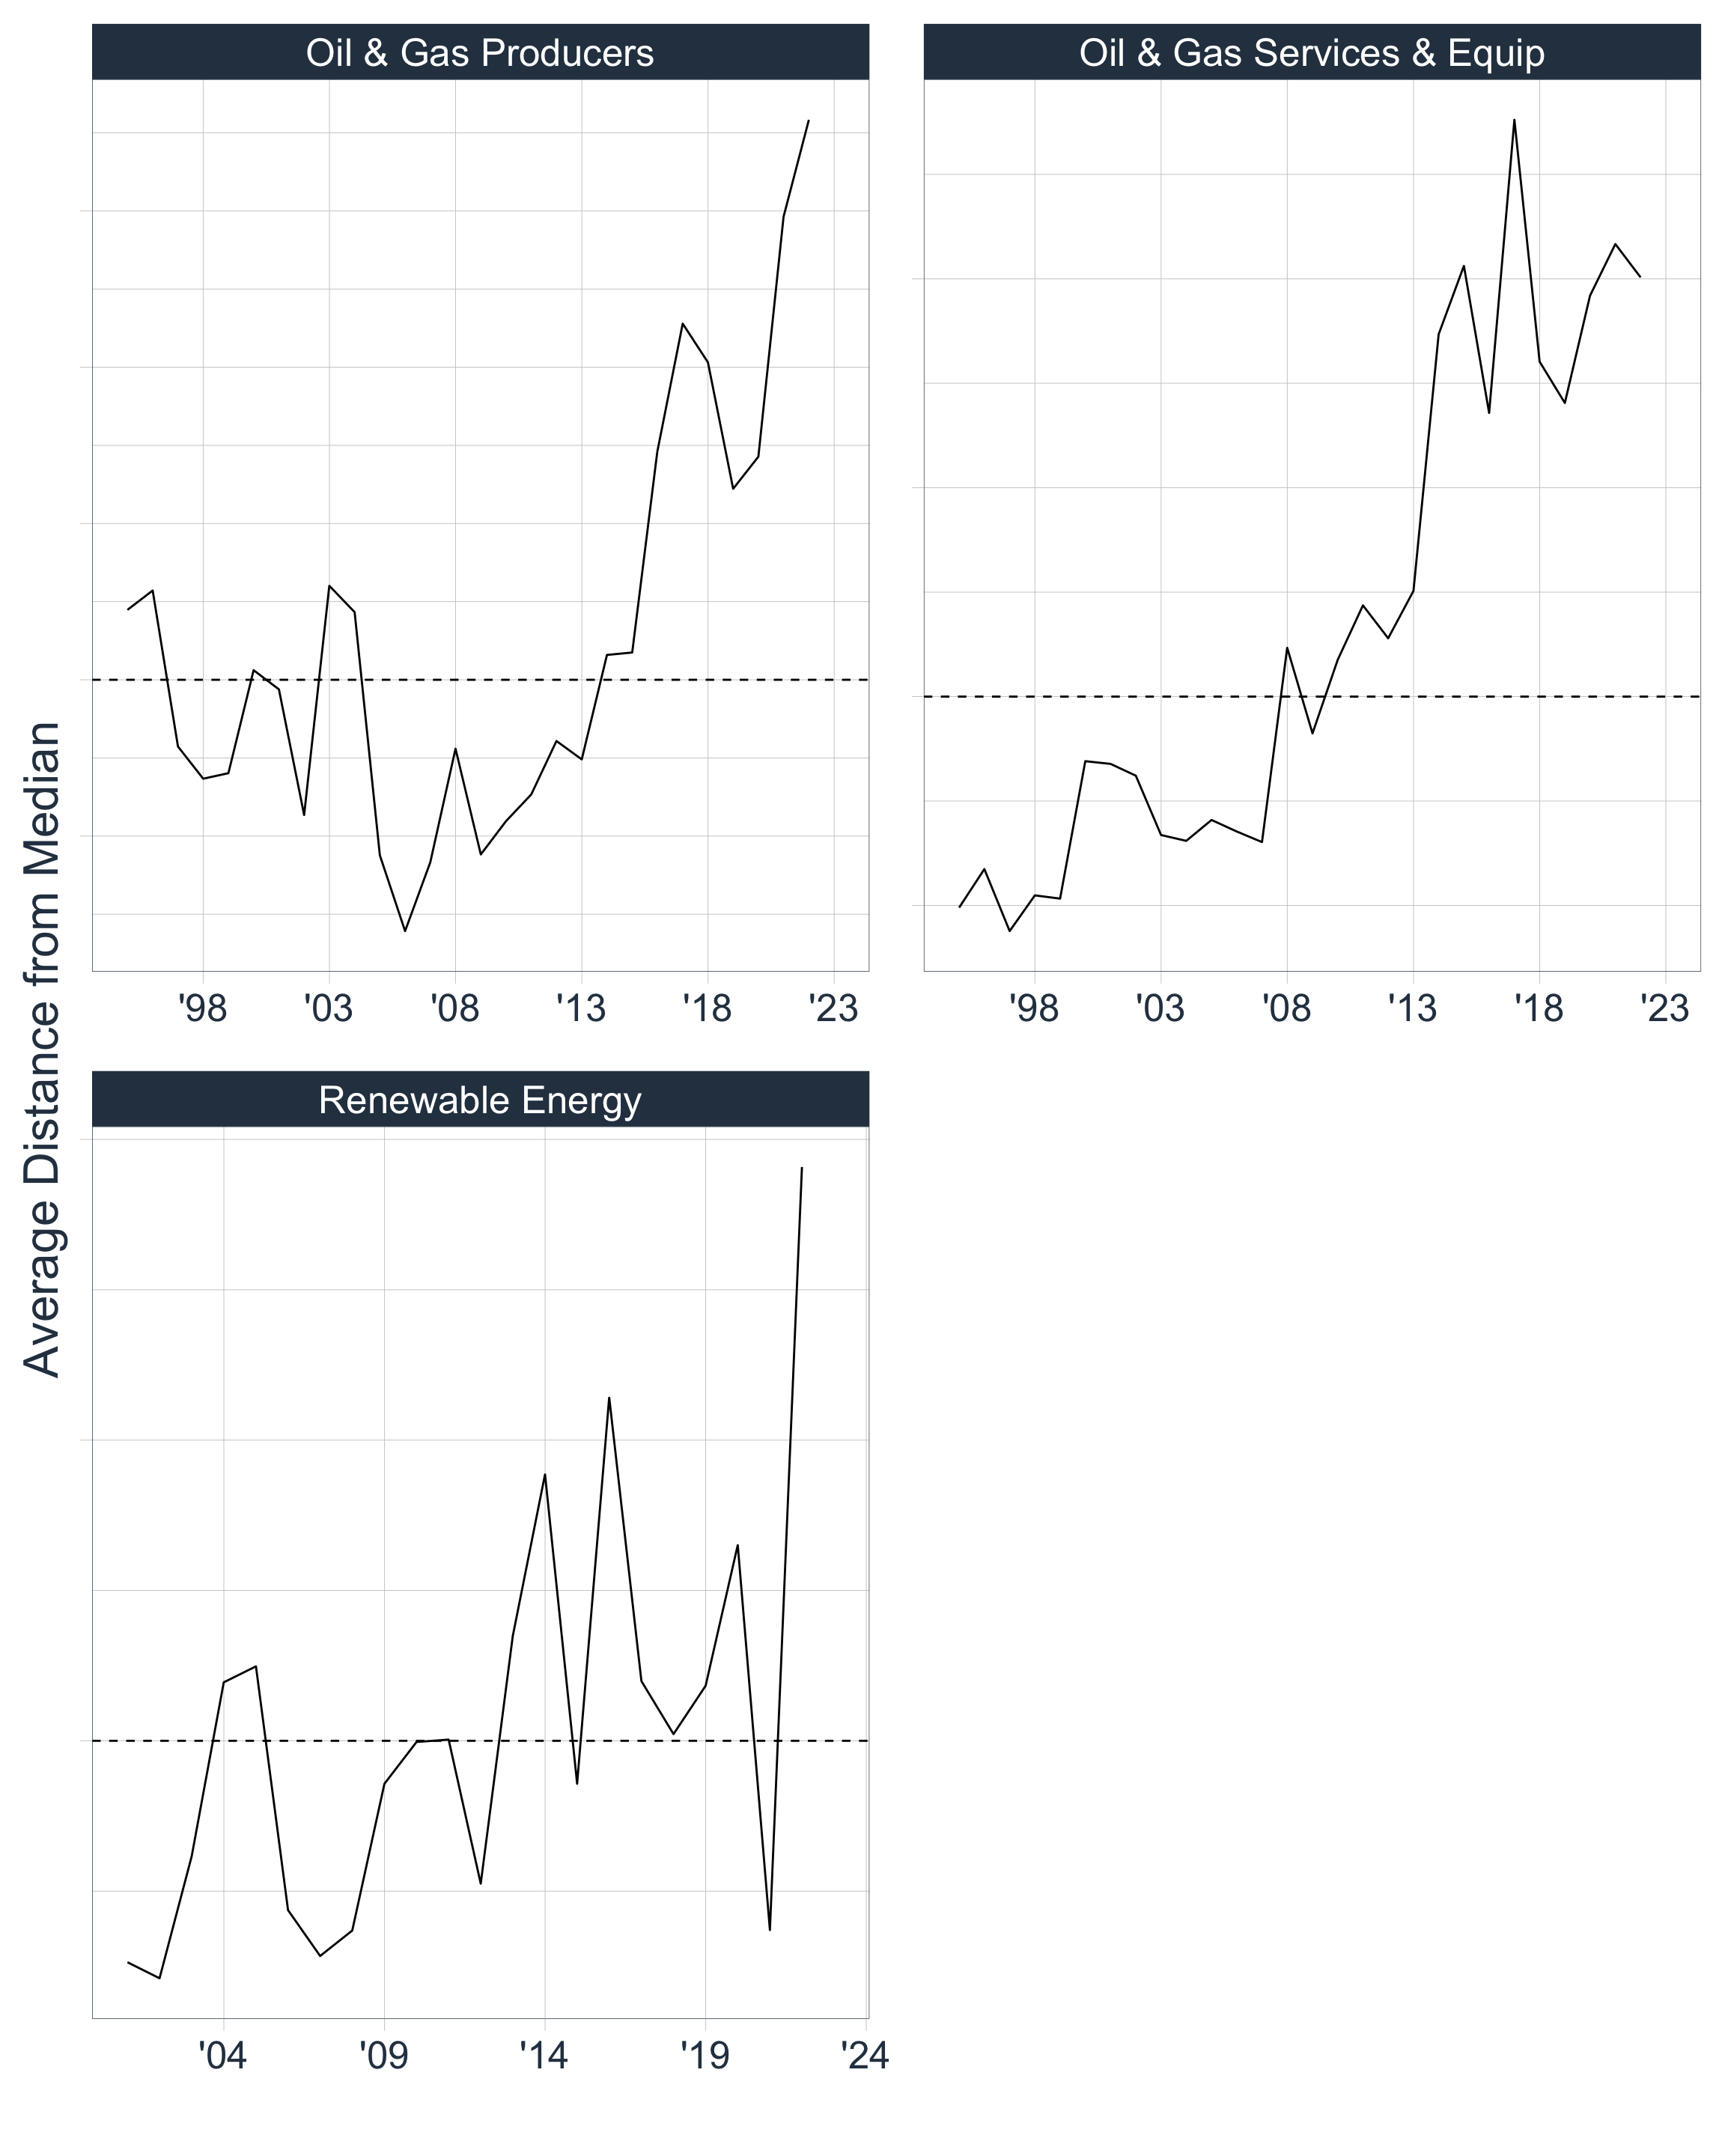 Oil & Gas Producers
Oil & Gas Services & Equip
'98 '03 '08 '13 '18 '23
'98 '03 '08 '13 '18 '23
Average Distance from Median
Renewable Energy
'04 '09 '14 '19 '24